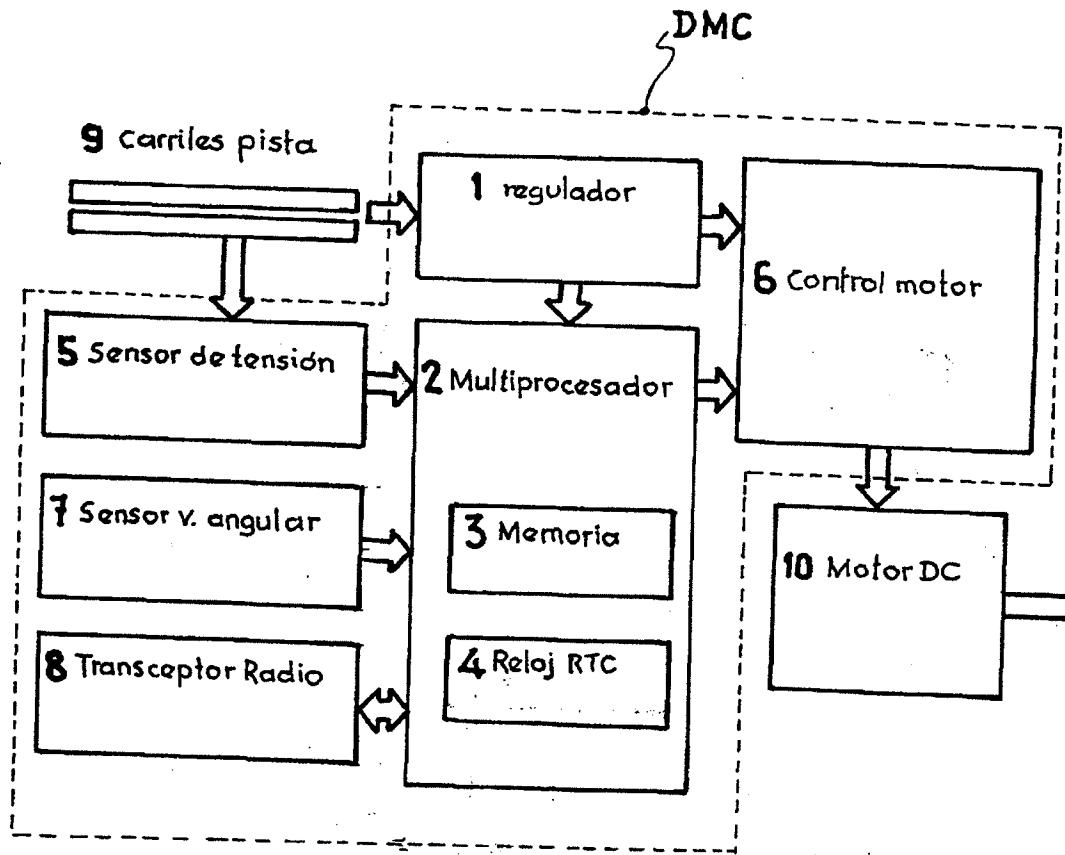 DMC
9 Carriles pista
1 regulador
6 Control motor
5 Sensor de tensión
2 Multiprocesador
7 Sensor v. angular
3 Memoria
10 Motor DC
8 Transceptor Radio
4 Reloj RTC